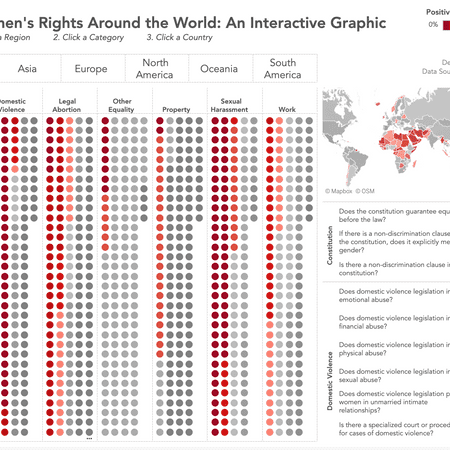 men's Rights Around the World: An Interactive Graphic
Positive
0%
a Region 2. Click a Category 3. Click a Country
Asia
Europe
North
America
Oceania
South
America
De
Data Sour
Domestic
Violence
Legal
Abortion
Other
Equality
Property
Sexual
Harassment
Work
© Mapbox © OSM
Constitution
Does the constitution guarantee equ
before the law?
If there is a non-discrimination clause
the constitution, does it explicitly me
gender?
Is there a non-discrimination clause i
constitution?
Domestic Violence
Does domestic violence legislation in
emotional abuse?
Does domestic violence legislation in
financial abuse?
Does domestic violence legislation in
physical abuse?
Does domestic violence legislation in
sexual abuse?
Does domestic violence legislation p
women in unmarried intimate
relationships?
Is there a specialized court or proced
for cases of domestic violence?
...